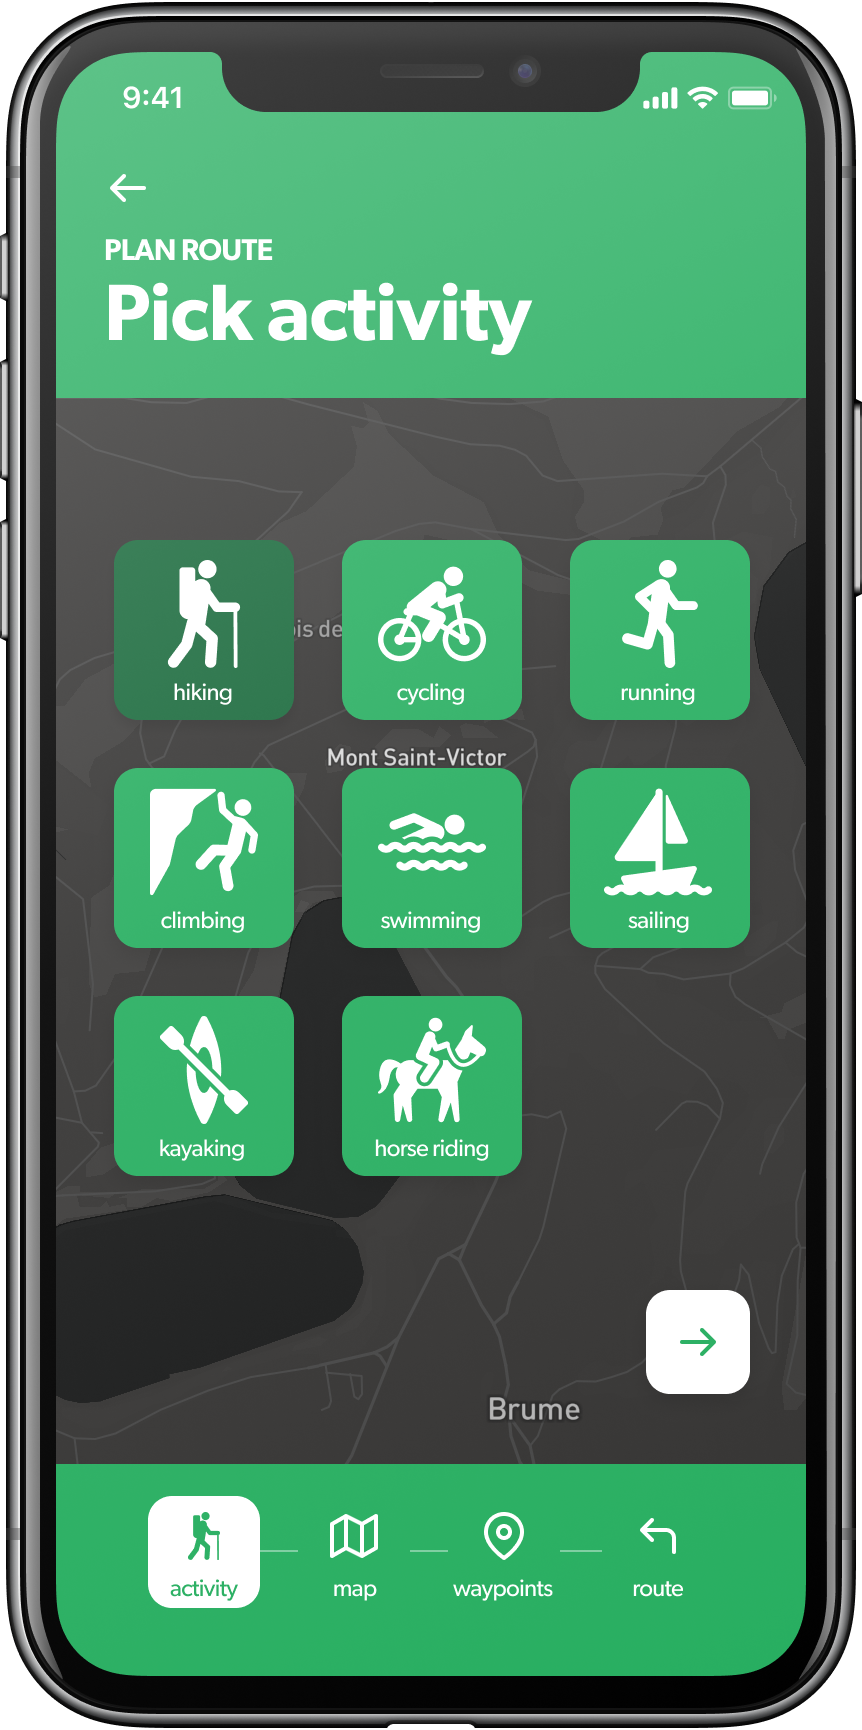 9:41
PLAN ROUTE
Pick activity
de
hiking
cycling
running
Mont Saint-Victor
climbing
swimming
sailing
kayaking
horse riding
Brume
activity
map
waypoints
route